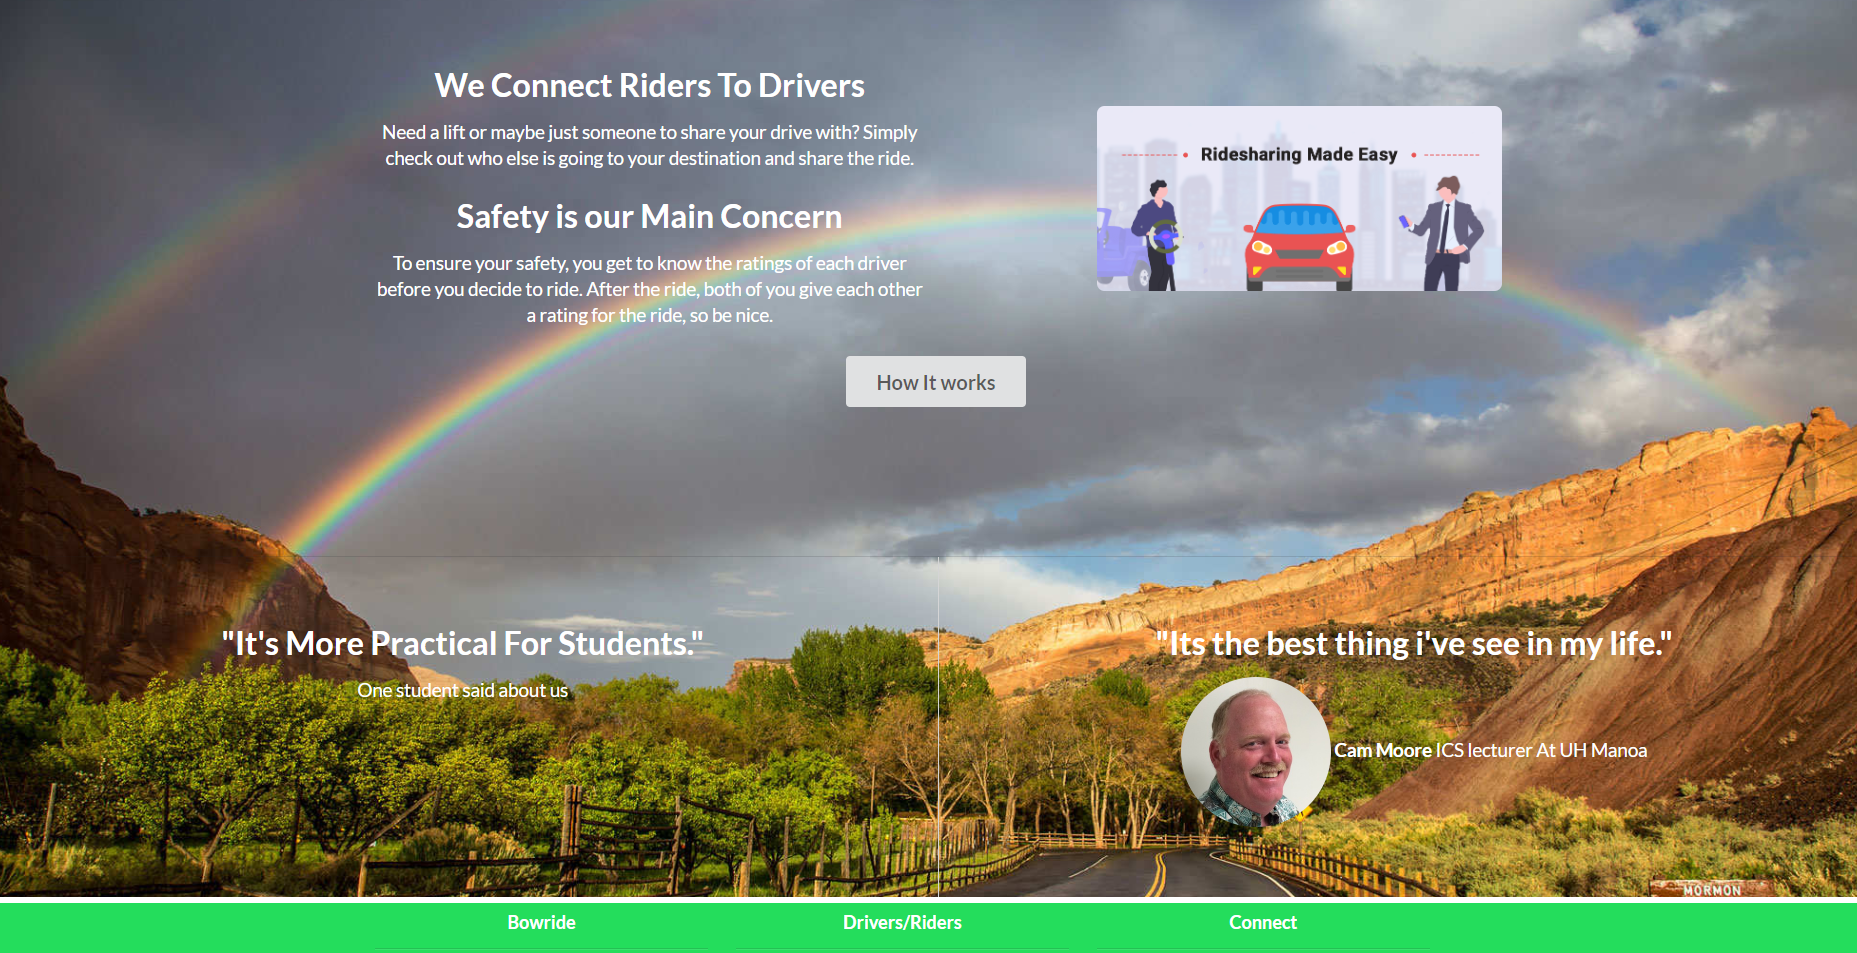 We Connect Riders To Drivers
Need a lift or maybe just someone to share your drive with? Simply
check out who else is going to your destination and share the ride.
Safety is our Main Concern
To ensure your safety, you get to know the ratings of each driver
before you decide to ride. After the ride, both of you give each other
a rating for the ride, so be nice.
Ridesharing Made Easy
How It works
"It's More Practical For Students."
One student said about us
"Its the best thing i've see in my life."
Cam Moore ICS lecturer At UH Manoa
MORMON
Bowride
Drivers/Riders
Connect